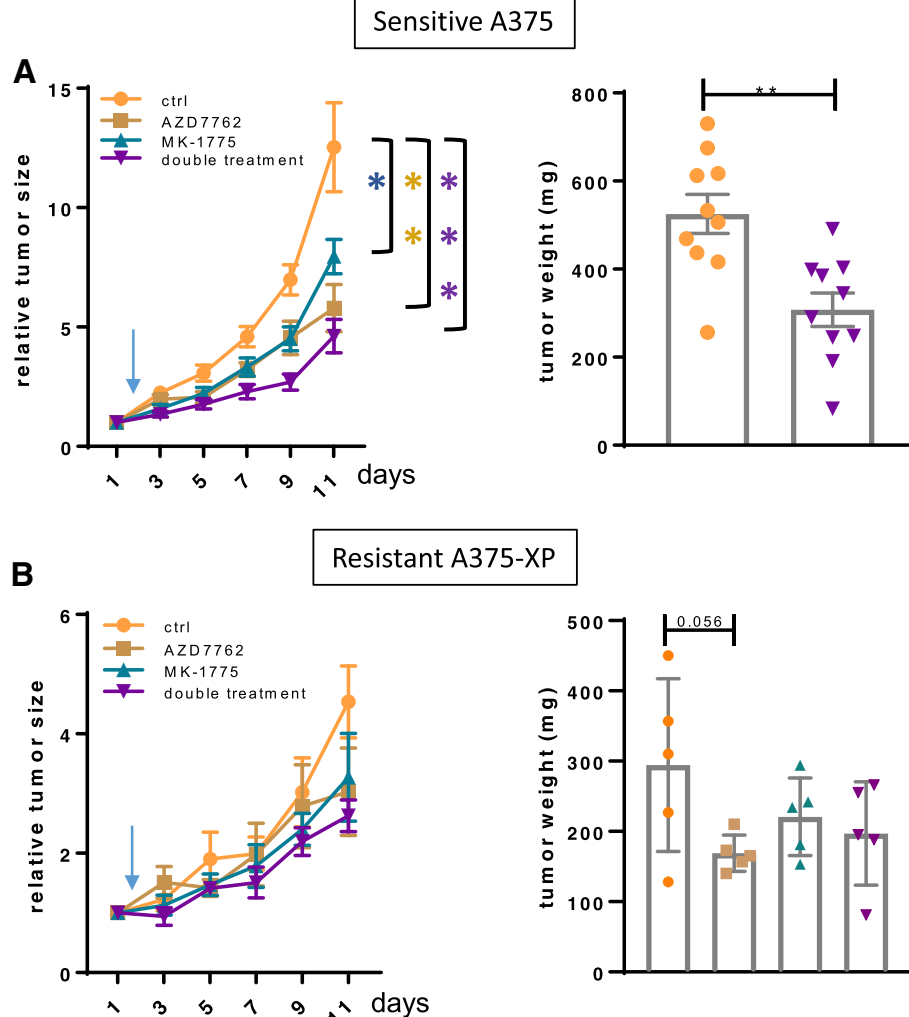 Sensitive A375
A
15
10
5
0
relative tumor size
ctrl
AZD7762
MK-1775
double treatment
*
* *
* * *
1 3 5 7 9 11 days
800
600
400
200
0
tumor weight (mg)
**
Resistant A375-XP
B
6
4
2
0
relative tumor size
ctrl
AZD7762
MK-1775
double treatment
1 3 5 7 9 11 days
500
400
300
200
100
0
tumor weight (mg)
0.056